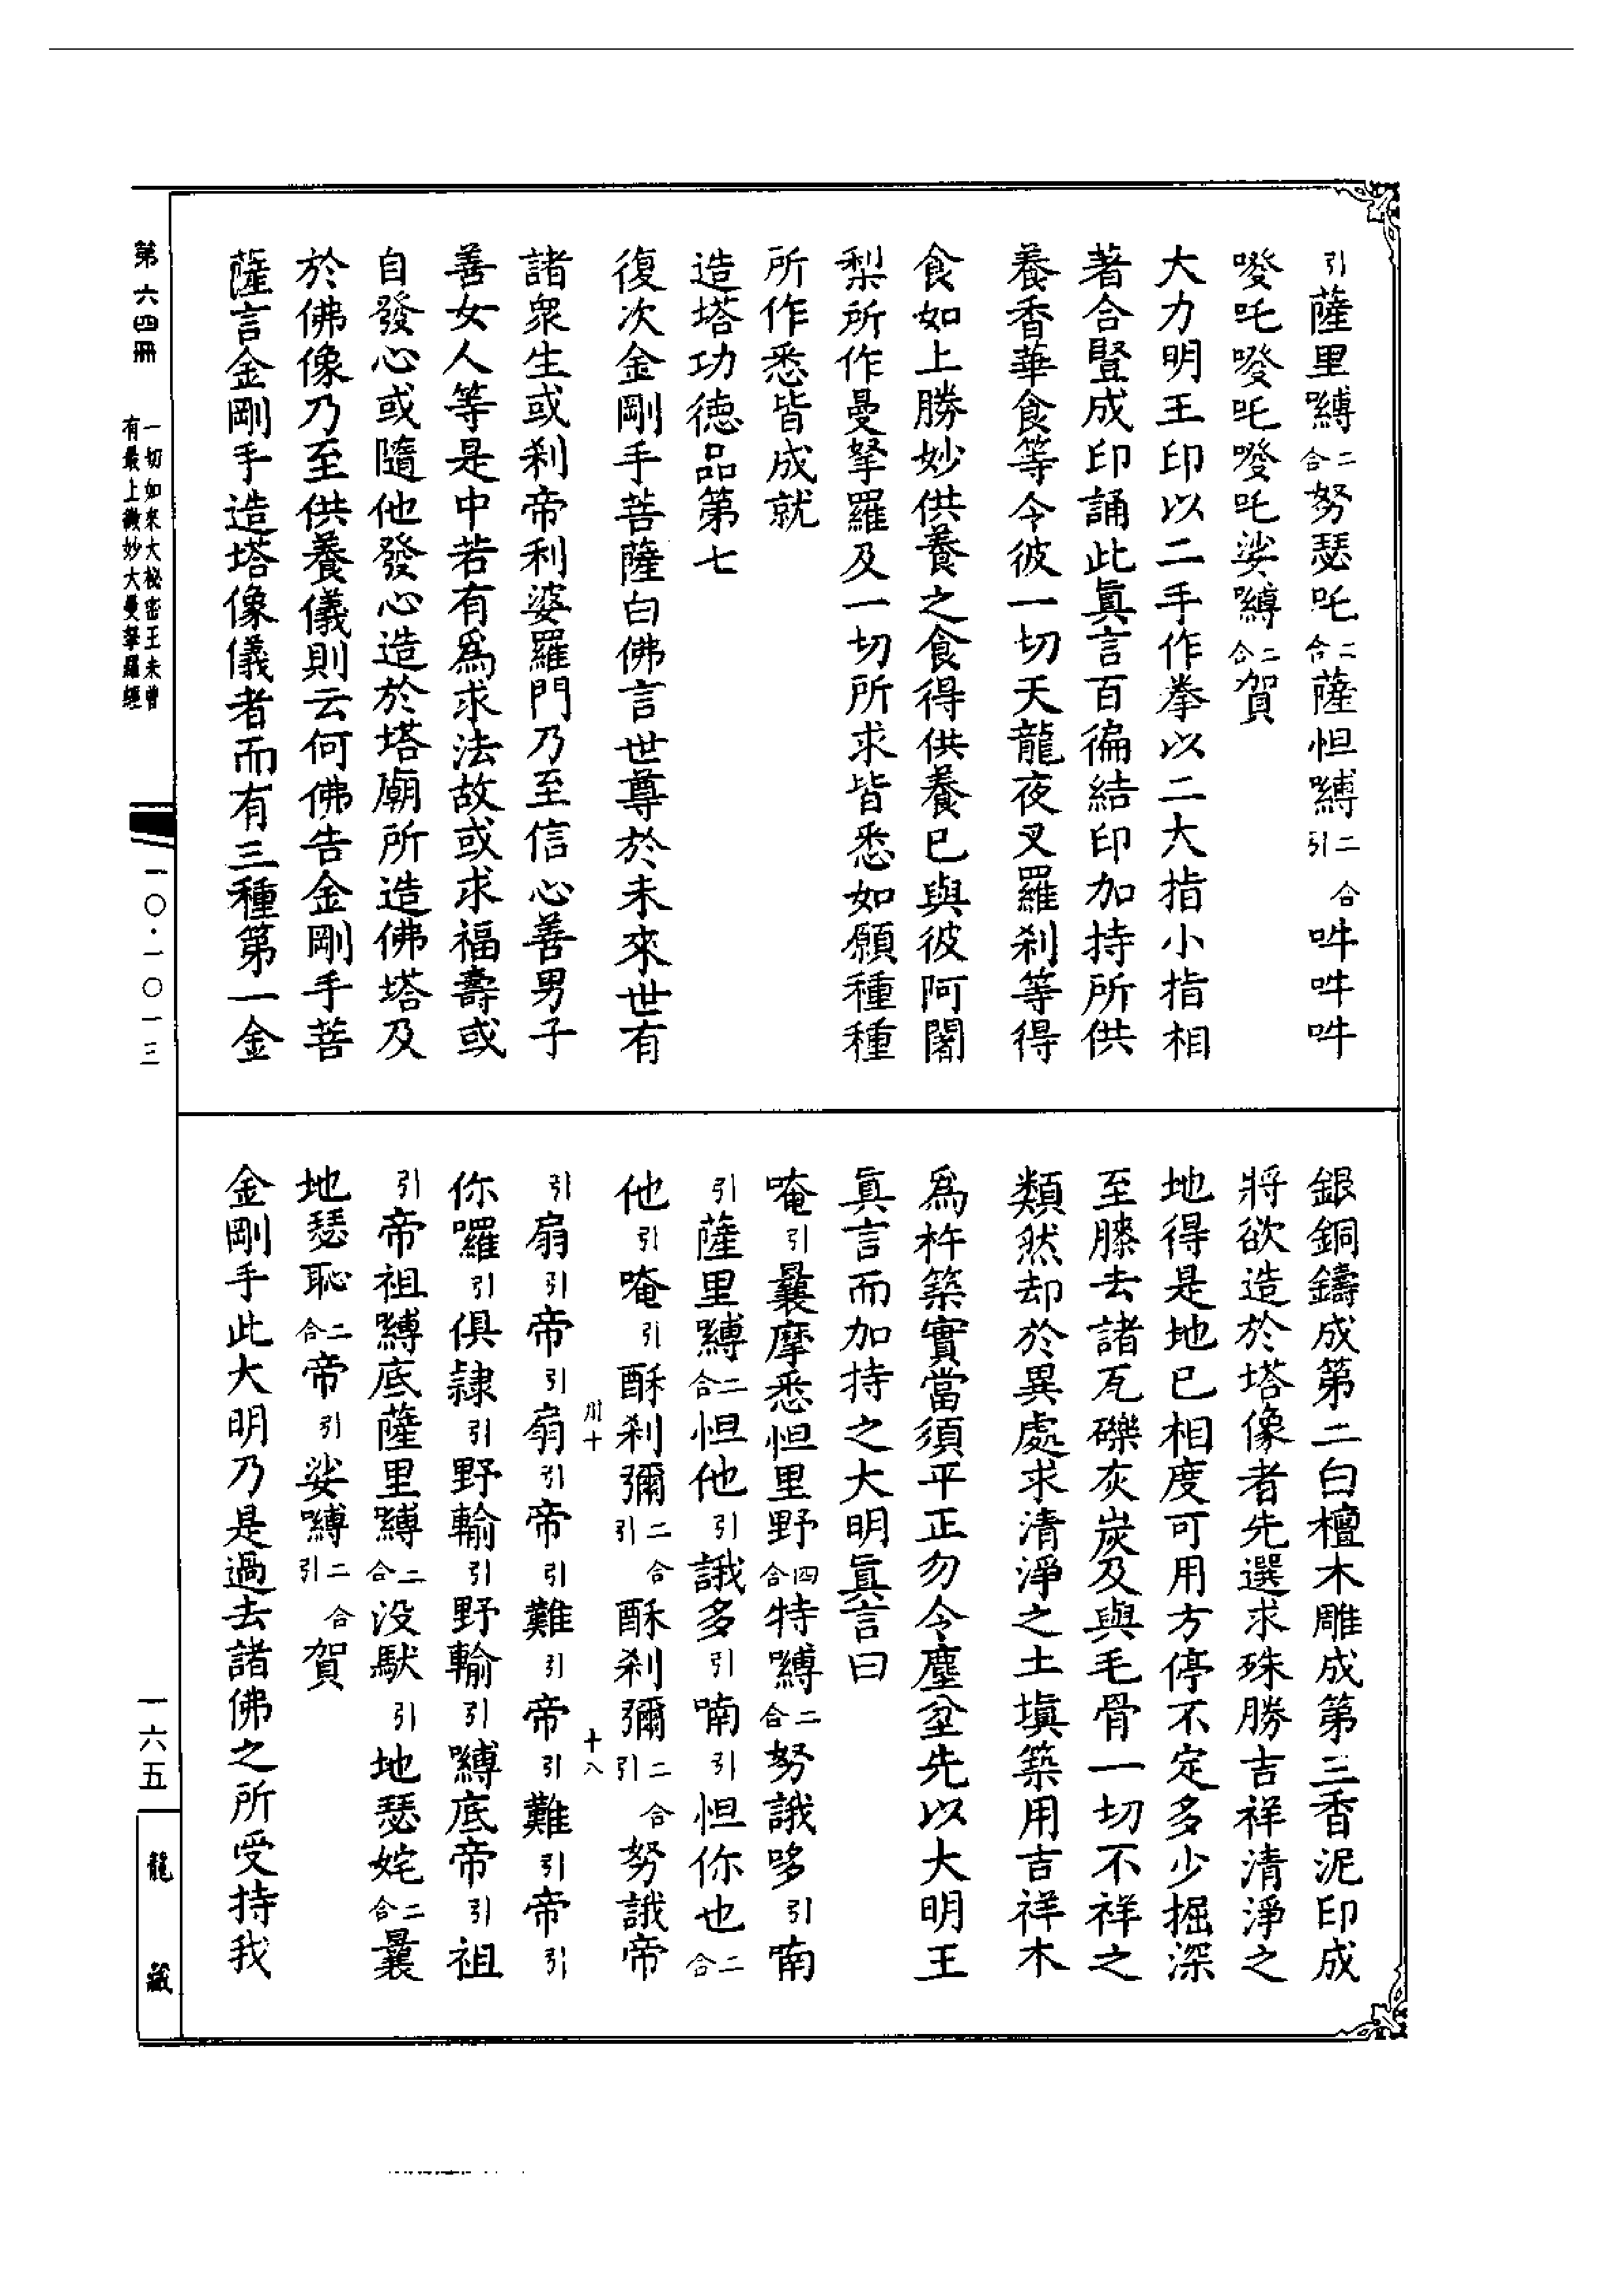 引薩里嚩二合努瑟吒二合薩怛嚩二合引吽吽吽
㗶吒㗶吒㗶吒娑嚩二合賀
大力明王印以二手作拳以二大指小指相
著合豎成印誦此真言百徧結印加持所供
養香華食等令彼一切天龍夜叉羅剎等得
食如上勝妙供養之食得供養已與彼阿闍
梨所作曼拏羅及一切所求皆悉如願種種
所作悉皆成就
造塔功德品第七
復次金剛手菩薩白佛言世尊於未來世有
諸衆生或剎帝利婆羅門乃至信心善男子
善女人等是中若有爲求法故或求福壽或
自發心或隨他發心造於塔廟所造佛塔及
於佛像乃至供養儀則云何佛告金剛手菩
薩言金剛手造塔像儀者而有三種第一金
銀銅鑄成第二白檀木雕成第三香泥印成
將欲造於塔像者先選求殊勝吉祥清淨之
地得是地已相度可用方停不定多少掘深
至膝去諸瓦礫灰炭及與毛骨一切不祥之
類然却於異處求清淨之土塡築用吉祥木
爲杵築實當須平正勿令塵坌先以大明王
真言而加持之大明真言曰
唵引曩摩悉怛里野四合特嚩二合努誐哆引喃
引薩里嚩二合怛他引誐多引喃引怛你也二合
他引唵引酥剎彌二合引酥剎彌二合引努誐帝
引扇引帝引扇引帝引難引帝引難引帝引
你囉引俱隸引野輸引野輸引嚩底帝引祖
引帝祖嚩底薩里嚩二合没馱引地瑟姹二合曩
地瑟恥二合帝引娑嚩二合引賀
金剛手此大明乃是過去諸佛之所受持我
第六四冊
一切如來大秘密王未曾
有最上微妙大曼拏羅經
一〇·一〇一三
一六五
龍藏